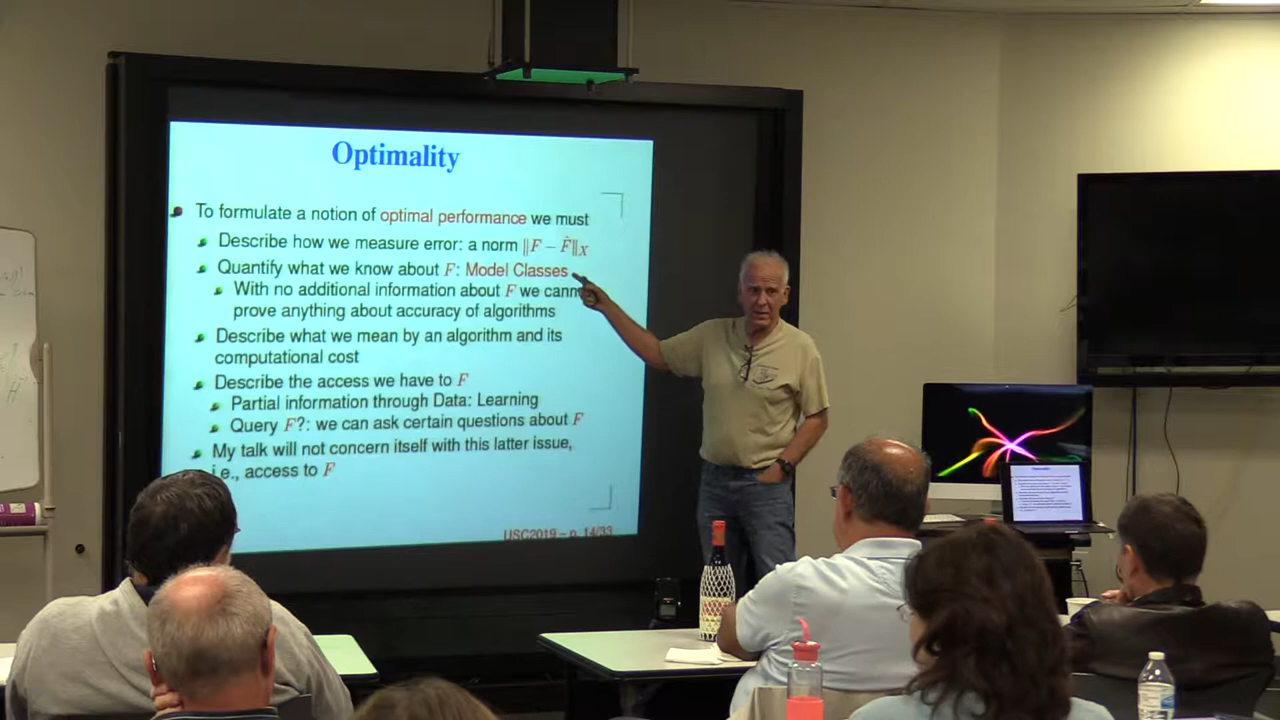 Optimality
To formulate a notion of optimal performance we must
Describe how we measure error: a norm ‖F − F̃‖X
Quantify what we know about F: Model Classes
With no additional information about F we
prove anything about accuracy of algorithms
Describe what we mean by an algorithm and its
computational cost
Describe the access we have to F
Partial information through Data: Learning
Query F?: we can ask certain questions about F
My talk will not concern itself with this latter issue,
i.e., access to F
USC2019 – p. 14/33
Optimality